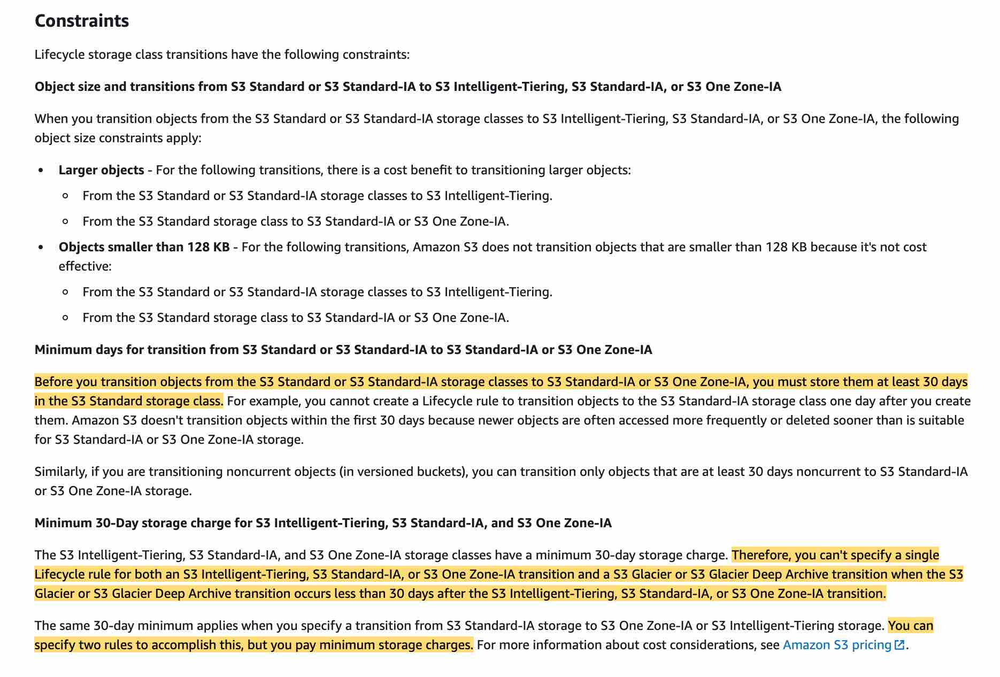 Constraints
Lifecycle storage class transitions have the following constraints:
Object size and transitions from S3 Standard or S3 Standard-IA to S3 Intelligent-Tiering, S3 Standard-IA, or S3 One Zone-IA
When you transition objects from the S3 Standard or S3 Standard-IA storage classes to S3 Intelligent-Tiering, S3 Standard-IA, or S3 One Zone-IA, the following
object size constraints apply:
• Larger objects - For the following transitions, there is a cost benefit to transitioning larger objects:
◦ From the S3 Standard or S3 Standard-IA storage classes to S3 Intelligent-Tiering.
◦ From the S3 Standard storage class to S3 Standard-IA or S3 One Zone-IA.
• Objects smaller than 128 KB - For the following transitions, Amazon S3 does not transition objects that are smaller than 128 KB because it's not cost
effective:
◦ From the S3 Standard or S3 Standard-IA storage classes to S3 Intelligent-Tiering.
◦ From the S3 Standard storage class to S3 Standard-IA or S3 One Zone-IA.
Minimum days for transition from S3 Standard or S3 Standard-IA to S3 Standard-IA or S3 One Zone-IA
Before you transition objects from the S3 Standard or S3 Standard-IA storage classes to S3 Standard-IA or S3 One Zone-IA, you must store them at least 30 days
in the S3 Standard storage class. For example, you cannot create a Lifecycle rule to transition objects to the S3 Standard-IA storage class one day after you create
them. Amazon S3 doesn't transition objects within the first 30 days because newer objects are often accessed more frequently or deleted sooner than is suitable
for S3 Standard-IA or S3 One Zone-IA storage.
Similarly, if you are transitioning noncurrent objects (in versioned buckets), you can transition only objects that are at least 30 days noncurrent to S3 Standard-IA
or S3 One Zone-IA storage.
Minimum 30-Day storage charge for S3 Intelligent-Tiering, S3 Standard-IA, and S3 One Zone-IA
The S3 Intelligent-Tiering, S3 Standard-IA, and S3 One Zone-IA storage classes have a minimum 30-day storage charge. Therefore, you can't specify a single
Lifecycle rule for both an S3 Intelligent-Tiering, S3 Standard-IA, or S3 One Zone-IA transition and a S3 Glacier or S3 Glacier Deep Archive transition when the S3
Glacier or S3 Glacier Deep Archive transition occurs less than 30 days after the S3 Intelligent-Tiering, S3 Standard-IA, or S3 One Zone-IA transition.
The same 30-day minimum applies when you specify a transition from S3 Standard-IA storage to S3 One Zone-IA or S3 Intelligent-Tiering storage. You can
specify two rules to accomplish this, but you pay minimum storage charges. For more information about cost considerations, see Amazon S3 pricing.